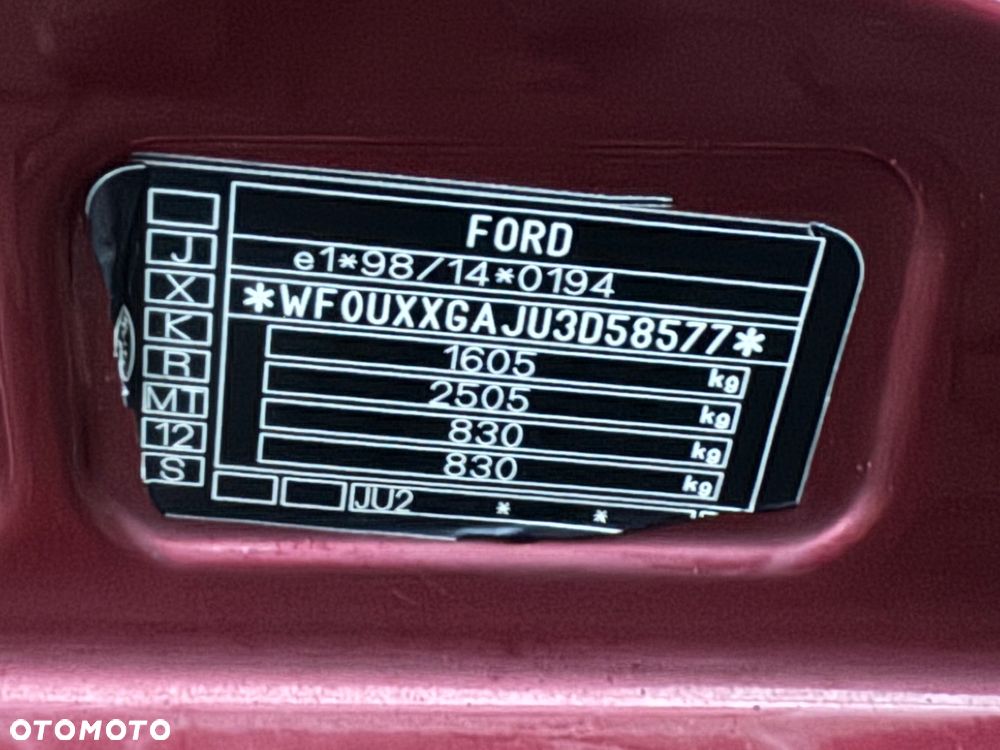 FORD
e1*98/14*0194
*WF0UXXGAJU3D58577*
1605 kg
2505 kg
830 kg
830 kg
J
X
K
R
MT
12
S
JU2 * *
OTOMOTO